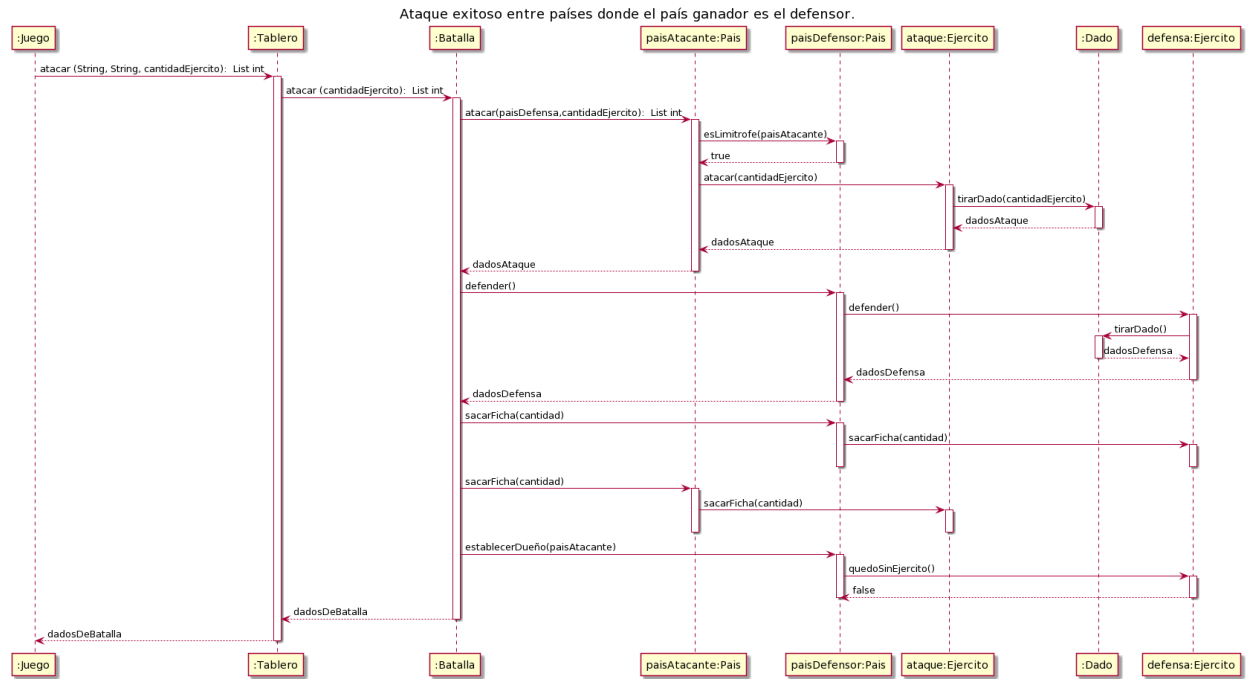 Ataque exitoso entre países donde el país ganador es el defensor.
:Juego :Tablero :Batalla paisAtacante:Pais paisDefensor:Pais ataque:Ejercito :Dado defensa:Ejercito
atacar (String, String, cantidadEjercito):  List int
atacar (cantidadEjercito):  List int
atacar(paisDefensa,cantidadEjercito):  List int
esLimitrofe(paisAtacante)
true
atacar(cantidadEjercito)
tirarDado(cantidadEjercito)
dadosAtaque
dadosAtaque
dadosAtaque
defender()
defender()
tirarDado()
dadosDefensa
dadosDefensa
dadosDefensa
sacarFicha(cantidad)
sacarFicha(cantidad)
sacarFicha(cantidad)
sacarFicha(cantidad)
establecerDueño(paisAtacante)
quedoSinEjercito()
false
dadosDeBatalla
dadosDeBatalla
:Juego :Tablero :Batalla paisAtacante:Pais paisDefensor:Pais ataque:Ejercito :Dado defensa:Ejercito